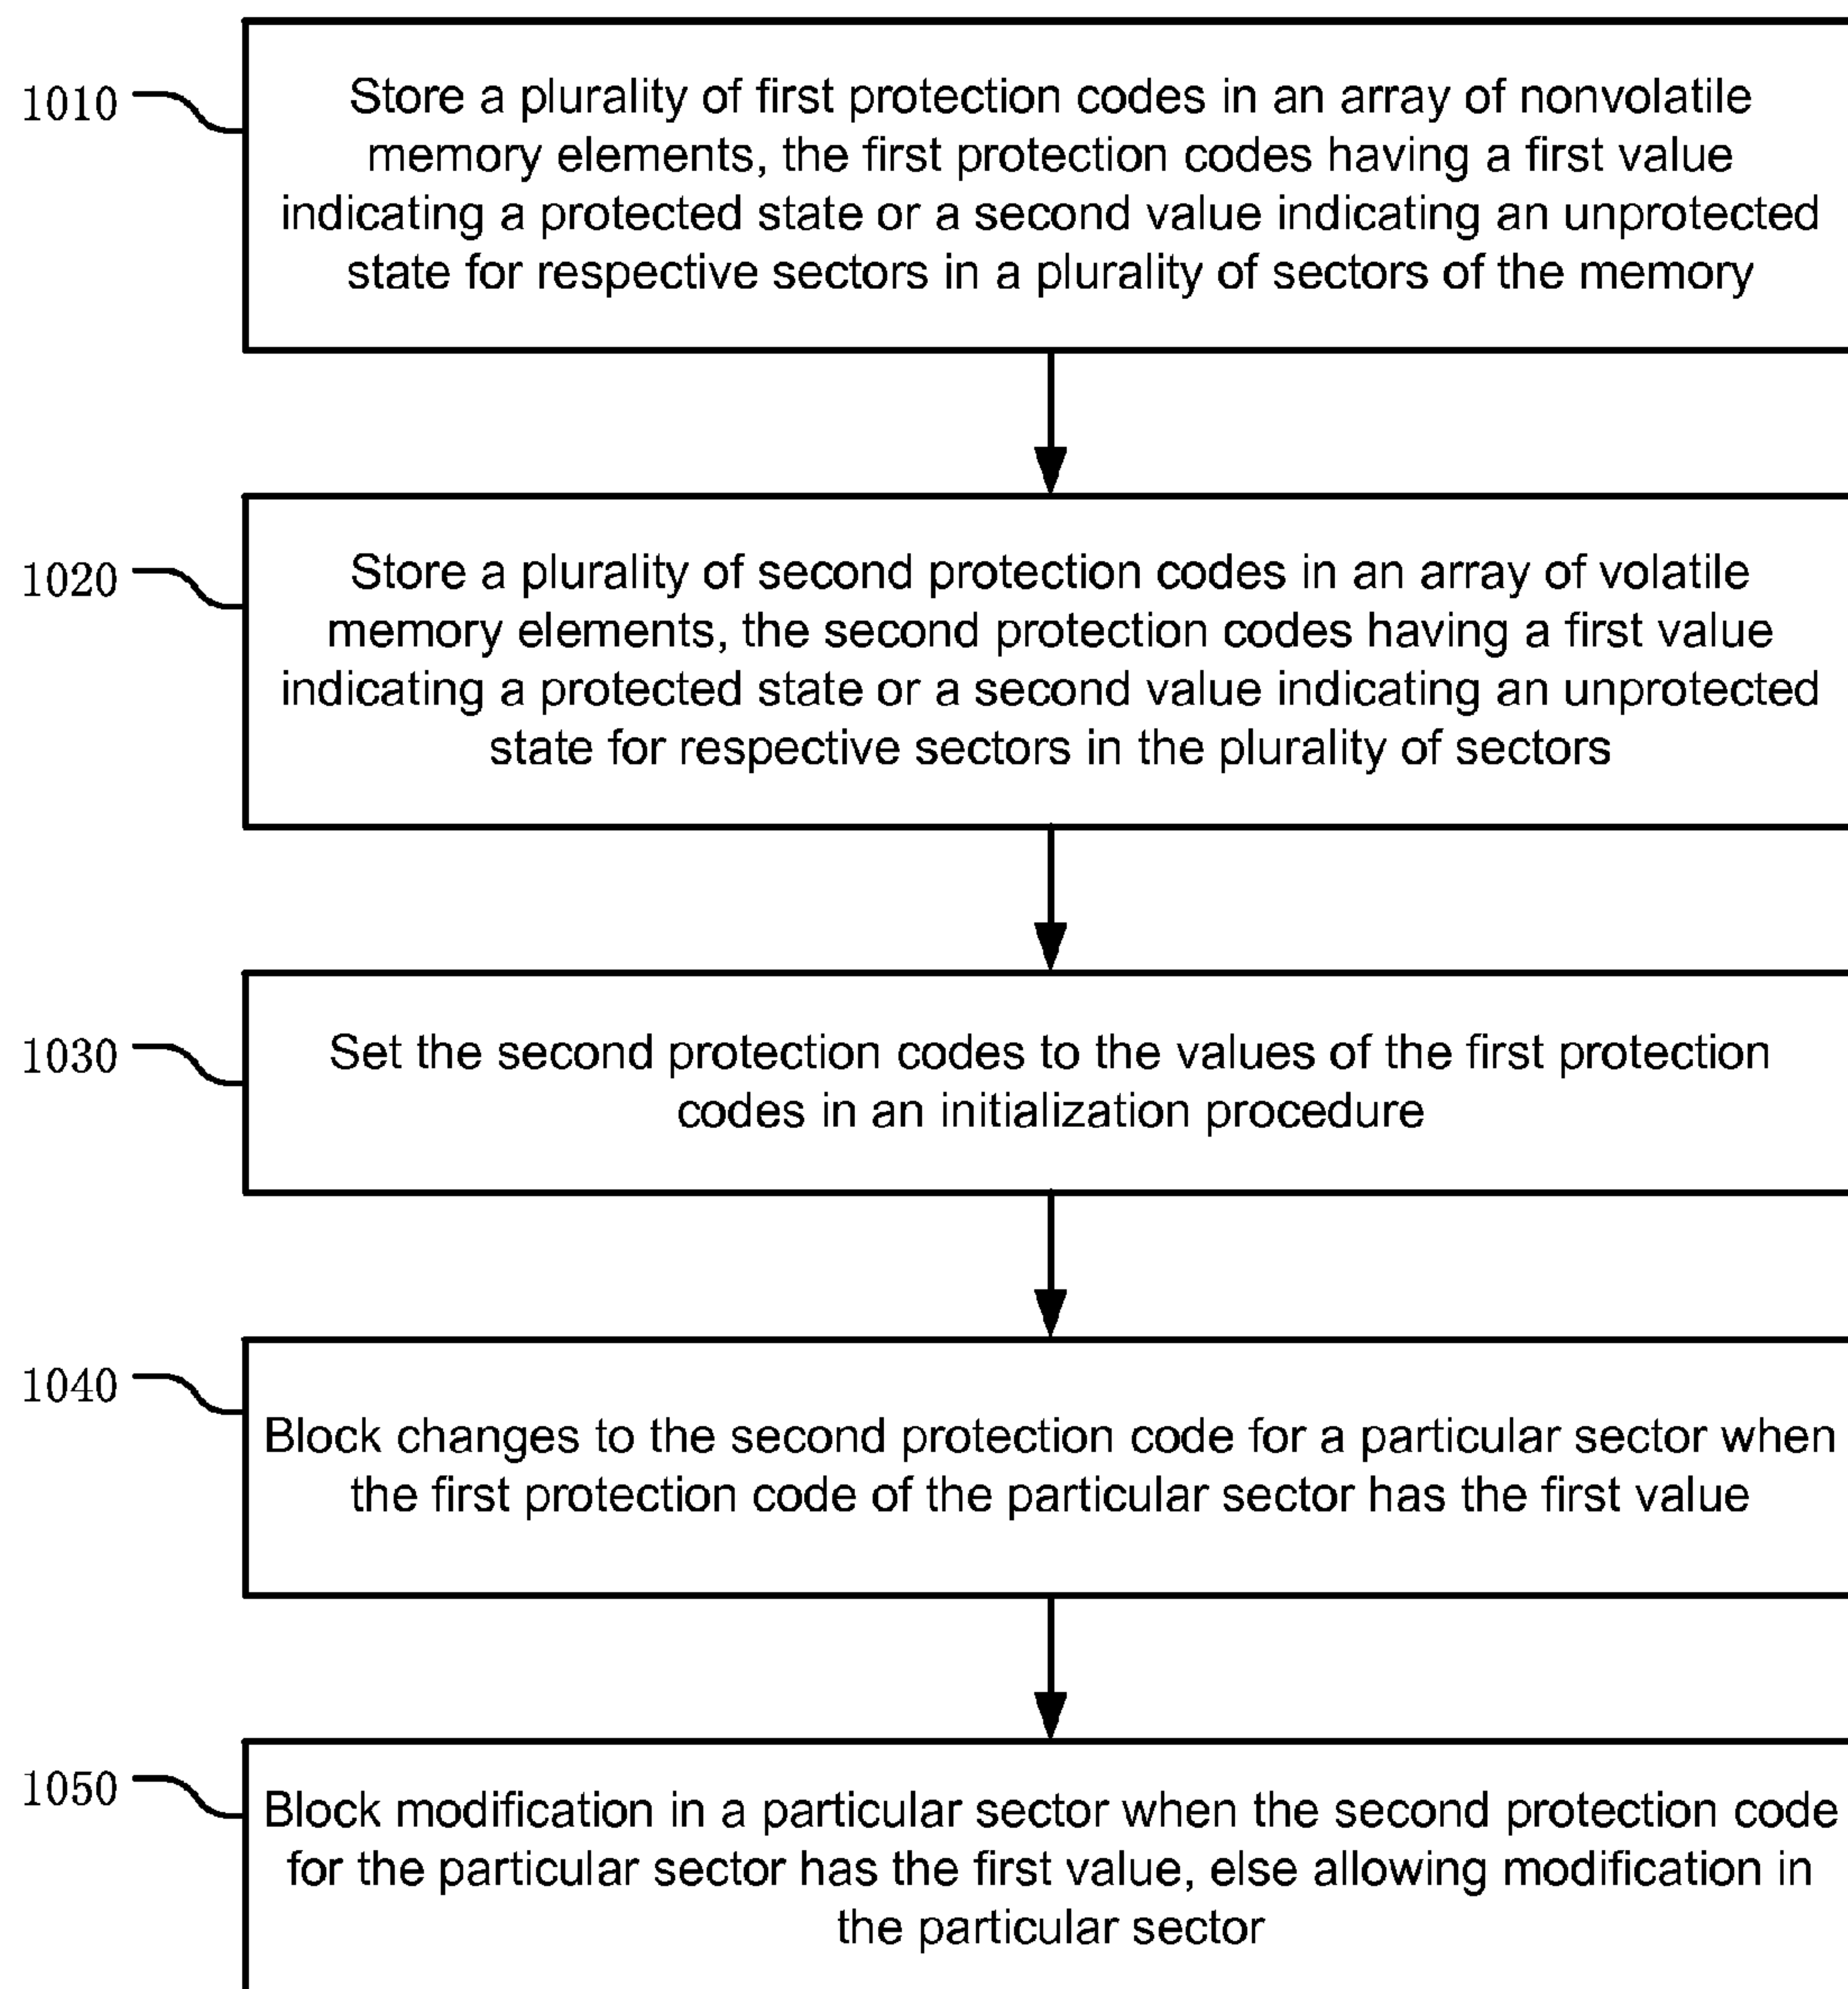 1010
Store a plurality of first protection codes in an array of nonvolatile
memory elements, the first protection codes having a first value
indicating a protected state or a second value indicating an unprotected
state for respective sectors in a plurality of sectors of the memory
1020
Store a plurality of second protection codes in an array of volatile
memory elements, the second protection codes having a first value
indicating a protected state or a second value indicating an unprotected
state for respective sectors in the plurality of sectors
1030
Set the second protection codes to the values of the first protection
codes in an initialization procedure
1040
Block changes to the second protection code for a particular sector when
the first protection code of the particular sector has the first value
1050
Block modification in a particular sector when the second protection code
for the particular sector has the first value, else allowing modification in
the particular sector